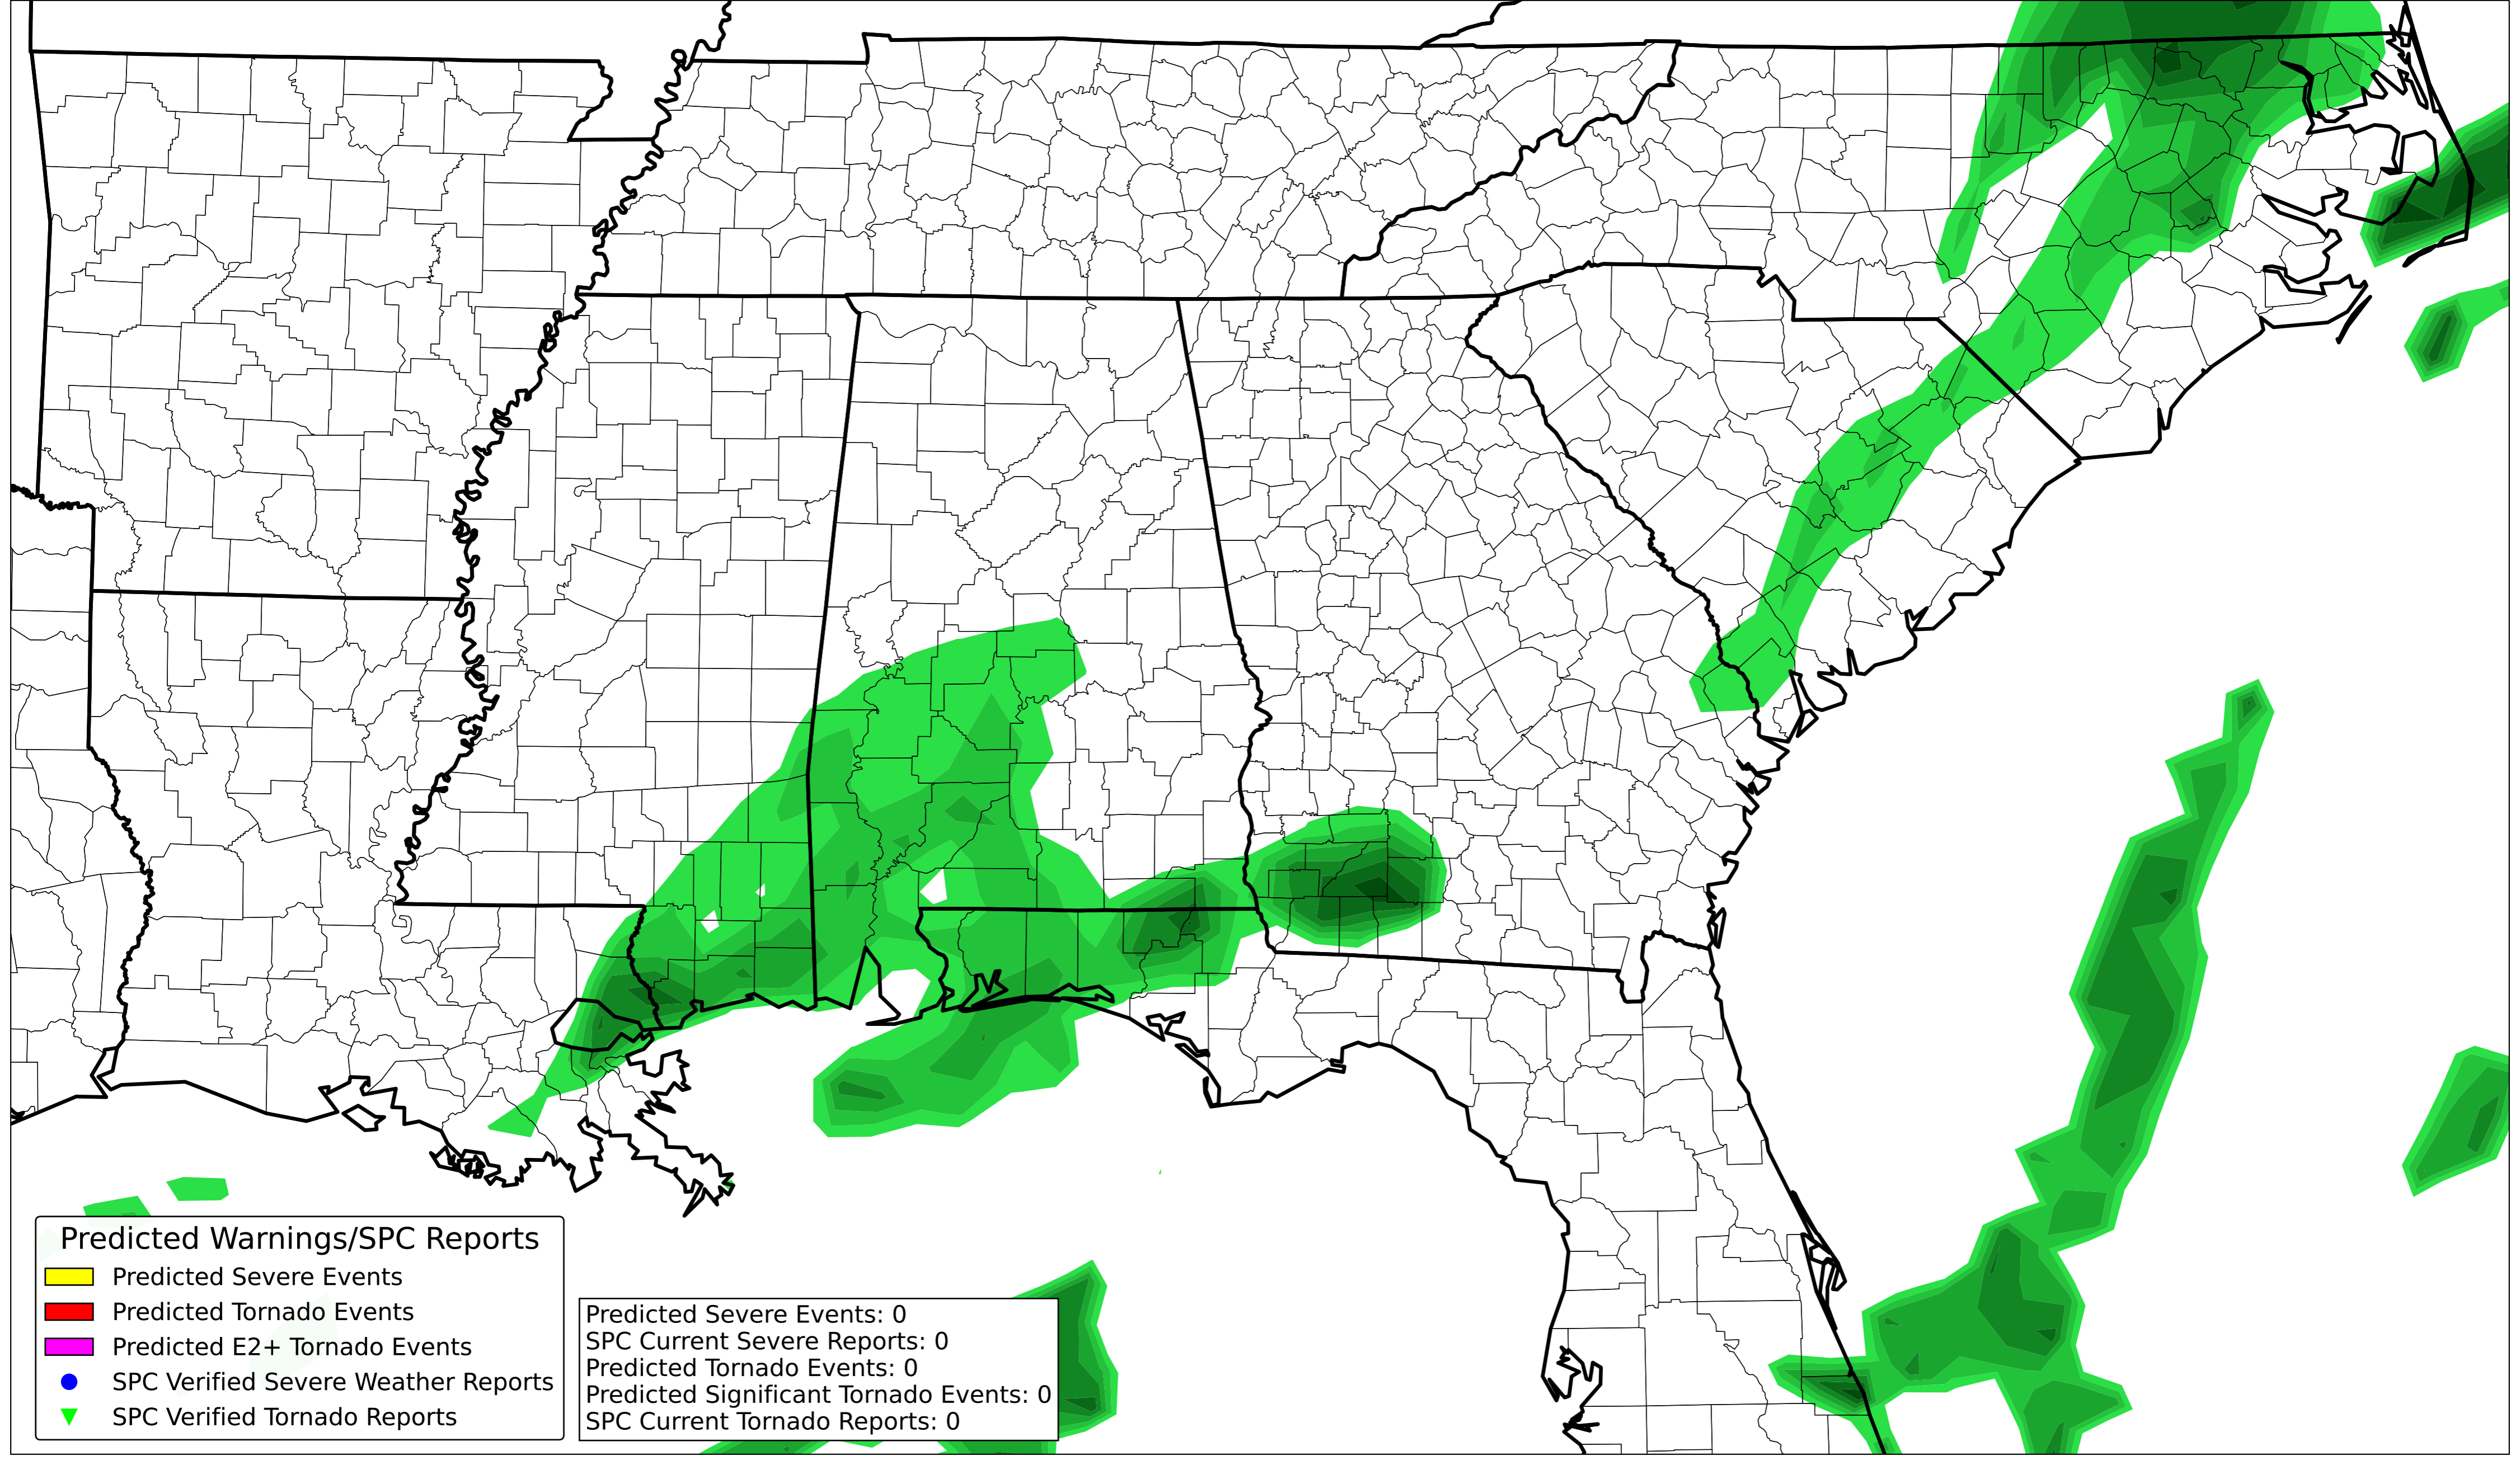 Predicted Warnings/SPC Reports
Predicted Severe Events
Predicted Tornado Events
Predicted E2+ Tornado Events
SPC Verified Severe Weather Reports
SPC Verified Tornado Reports
Predicted Severe Events: 0
SPC Current Severe Reports: 0
Predicted Tornado Events: 0
Predicted Significant Tornado Events: 0
SPC Current Tornado Reports: 0